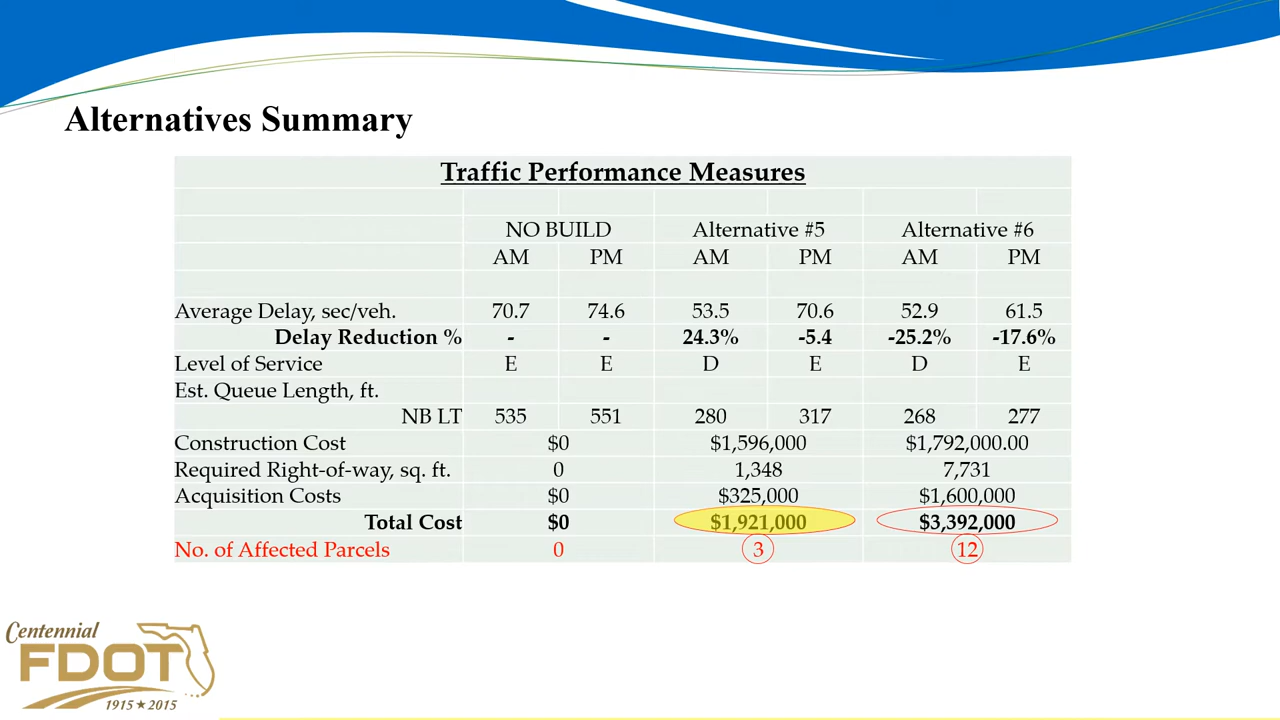 Alternatives Summary
Traffic Performance Measures
NO BUILD Alternative #5 Alternative #6
AM PM AM PM AM PM
Average Delay, sec/veh. 70.7 74.6 53.5 70.6 52.9 61.5
Delay Reduction % - - 24.3% -5.4 -25.2% -17.6%
Level of Service E E D E D E
Est. Queue Length, ft.
NB LT 535 551 280 317 268 277
Construction Cost $0 $1,596,000 $1,792,000.00
Required Right-of-way, sq. ft. 0 1,348 7,731
Acquisition Costs $0 $325,000 $1,600,000
Total Cost $0 $1,921,000 $3,392,000
No. of Affected Parcels 0 3 12
Centennial
FDOT
1915★2015